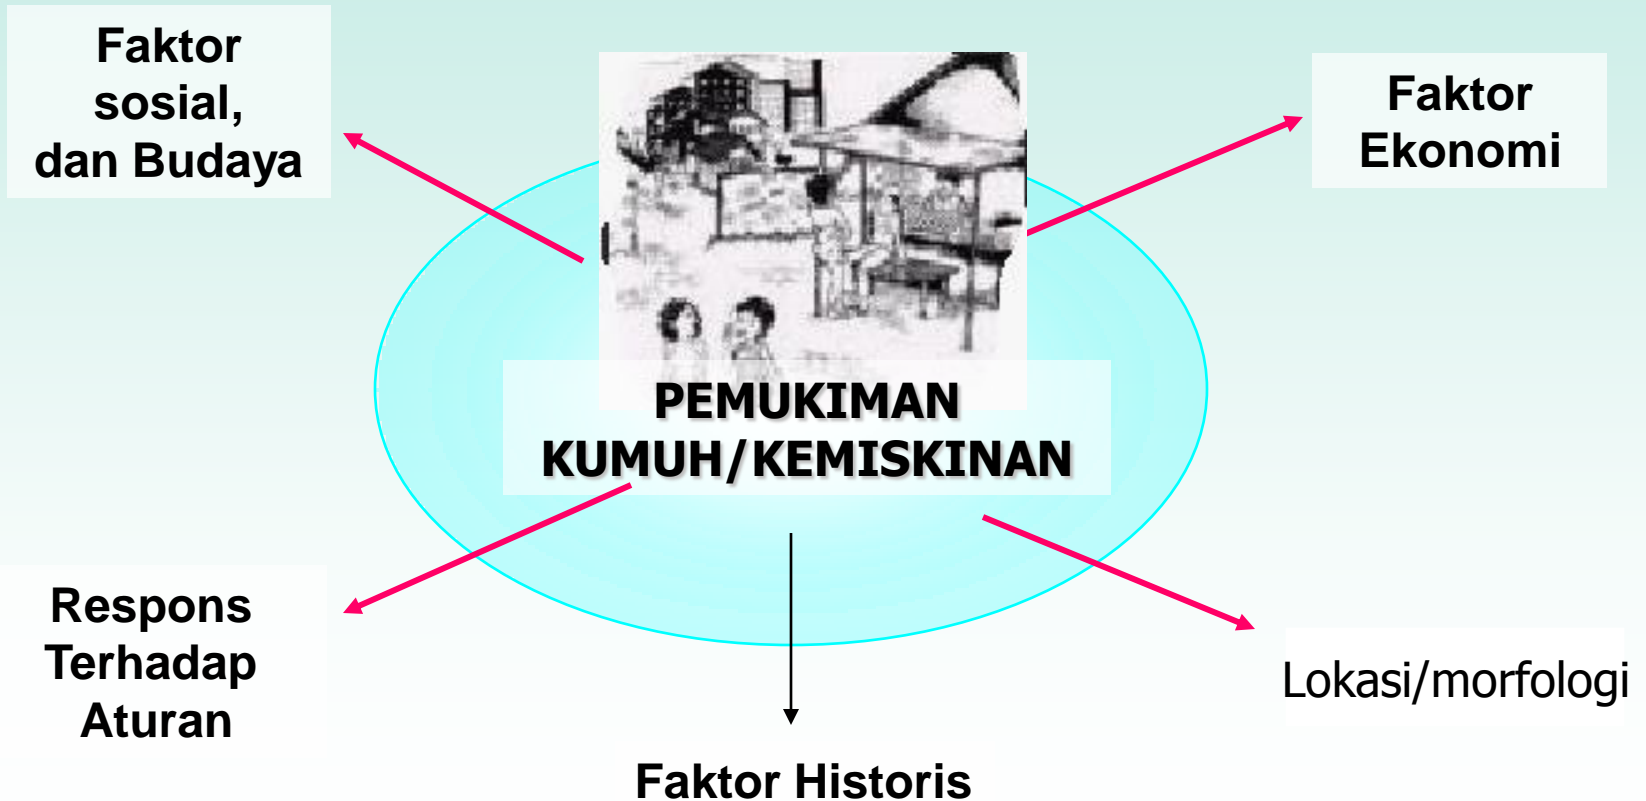 Faktor
sosial,
dan Budaya
Faktor
Ekonomi
PEMUKIMAN
KUMUH/KEMISKINAN
Respons
Terhadap
Aturan
Lokasi/morfologi
Faktor Historis